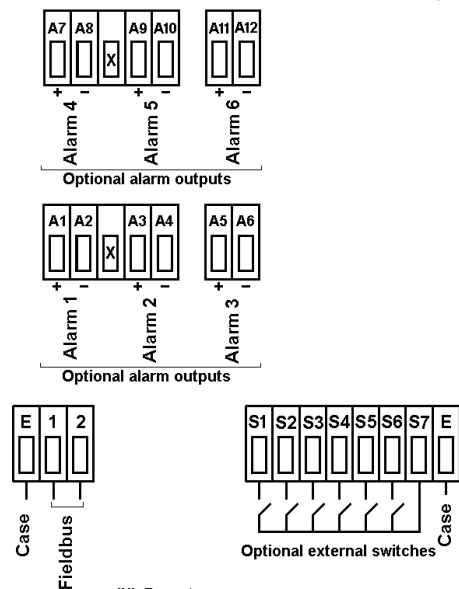 A7 A8 X A9 A10 A11 A12
+ − + − + −
Alarm 4 Alarm 5 Alarm 6
Optional alarm outputs
A1 A2 X A3 A4 A5 A6
+ − + − + −
Alarm 1 Alarm 2 Alarm 3
Optional alarm outputs
E 1 2
Case
Fieldbus
S1 S2 S3 S4 S5 S6 S7 E
Optional external switches
Case